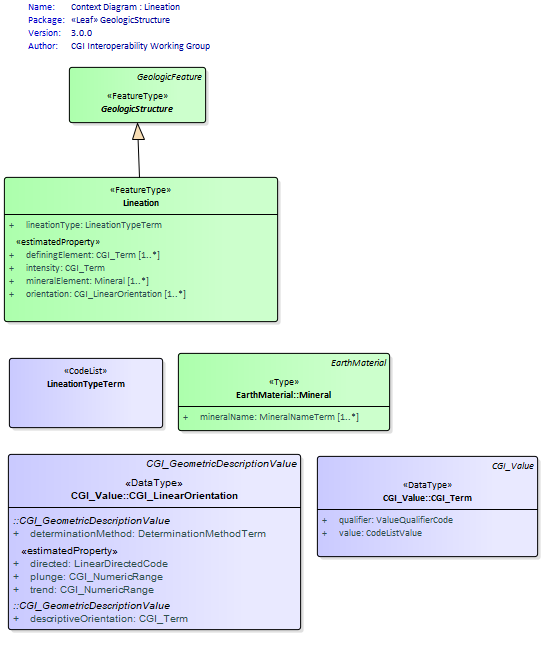 Name: Context Diagram : Lineation
Package: «Leaf» GeologicStructure
Version: 3.0.0
Author: CGI Interoperability Working Group
GeologicFeature
«FeatureType»
GeologicStructure
«FeatureType»
Lineation
+ lineationType: LineationTypeTerm
«estimatedProperty»
+ definingElement: CGI_Term [1..*]
+ intensity: CGI_Term
+ mineralElement: Mineral [1..*]
+ orientation: CGI_LinearOrientation [1..*]
«CodeList»
LineationTypeTerm
EarthMaterial
«Type»
EarthMaterial::Mineral
+ mineralName: MineralNameTerm [1..*]
CGI_GeometricDescriptionValue
«DataType»
CGI_Value::CGI_LinearOrientation
::CGI_GeometricDescriptionValue
+ determinationMethod: DeterminationMethodTerm
«estimatedProperty»
+ directed: LinearDirectedCode
+ plunge: CGI_NumericRange
+ trend: CGI_NumericRange
::CGI_GeometricDescriptionValue
+ descriptiveOrientation: CGI_Term
CGI_Value
«DataType»
CGI_Value::CGI_Term
+ qualifier: ValueQualifierCode
+ value: CodeListValue